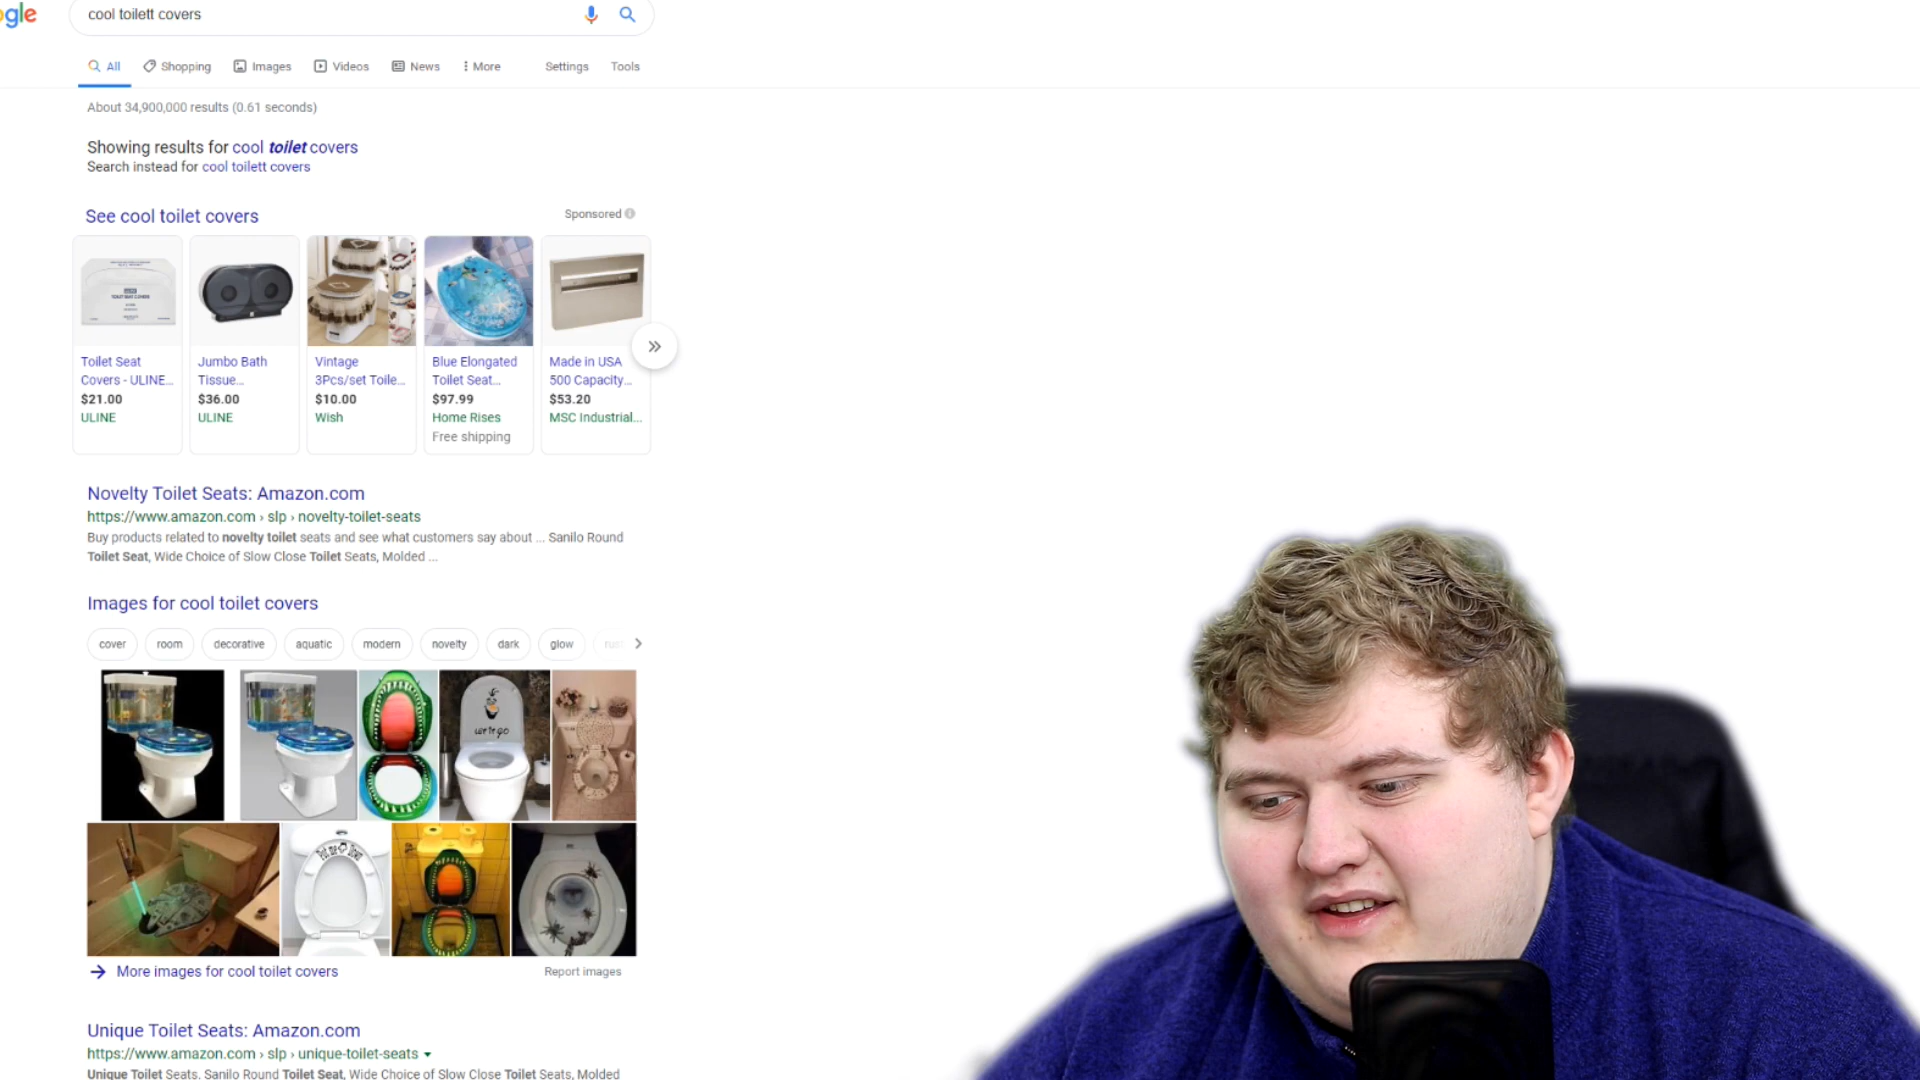 gle
cool toilett covers
All Shopping Images Videos News More Settings Tools
About 34,900,000 results (0.61 seconds)
Showing results for cool toilet covers
Search instead for cool toilett covers
See cool toilet covers Sponsored
Toilet Seat
Covers - ULINE...
$21.00
ULINE
Jumbo Bath
Tissue...
$36.00
ULINE
Vintage
3Pcs/set Toile...
$10.00
Wish
Blue Elongated
Toilet Seat...
$97.99
Home Rises
Free shipping
Made in USA
500 Capacity...
$53.20
MSC Industrial...
Novelty Toilet Seats: Amazon.com
https://www.amazon.com › slp › novelty-toilet-seats
Buy products related to novelty toilet seats and see what customers say about ... Sanilo Round
Toilet Seat, Wide Choice of Slow Close Toilet Seats, Molded ...
Images for cool toilet covers
cover room decorative aquatic modern novelty dark glow
More images for cool toilet covers Report images
Unique Toilet Seats: Amazon.com
https://www.amazon.com › slp › unique-toilet-seats
Unique Toilet Seats. Sanilo Round Toilet Seat, Wide Choice of Slow Close Toilet Seats, Molded